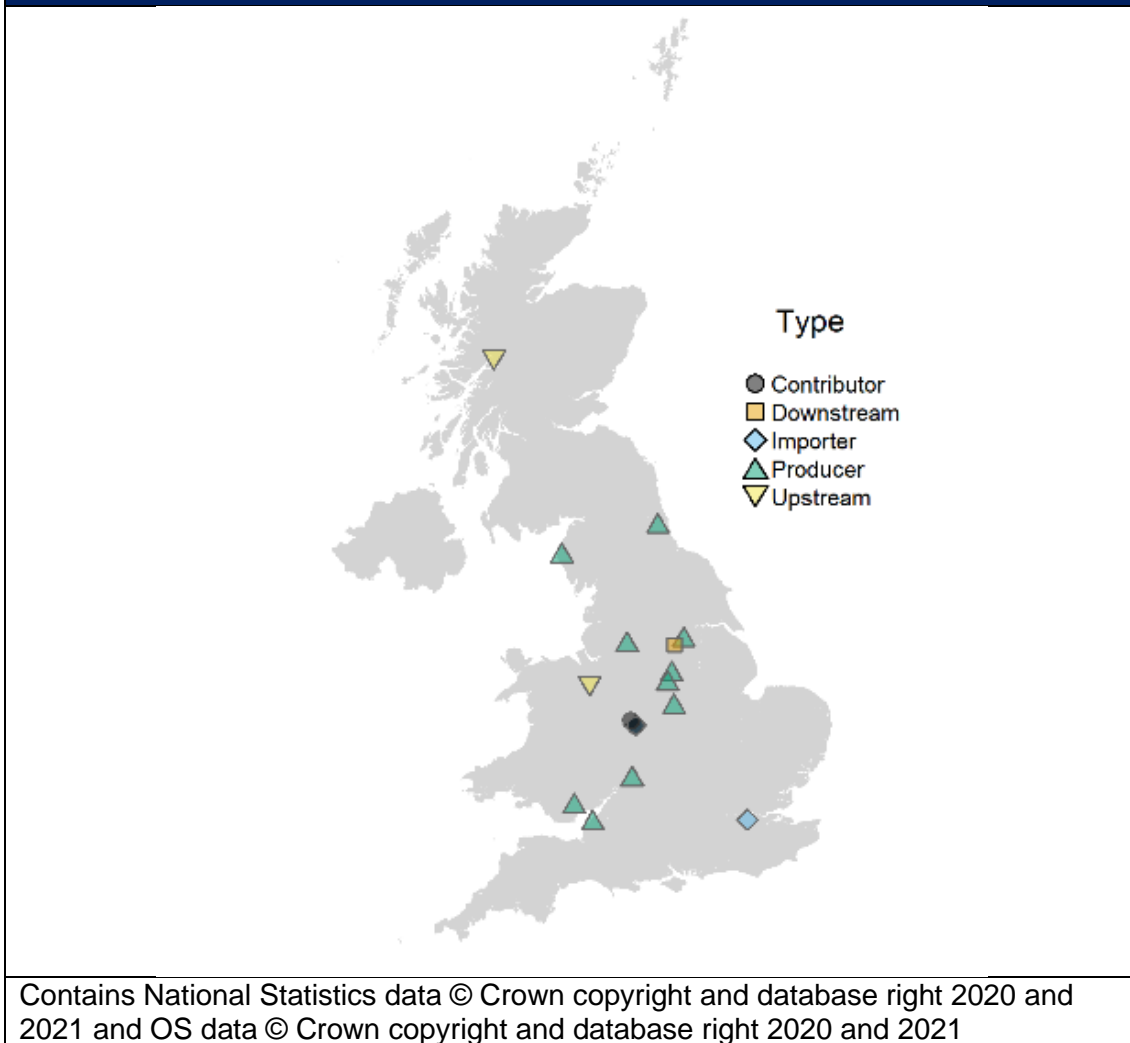 Type
Contributor
Downstream
Importer
Producer
Upstream
Contains National Statistics data © Crown copyright and database right 2020 and
2021 and OS data © Crown copyright and database right 2020 and 2021